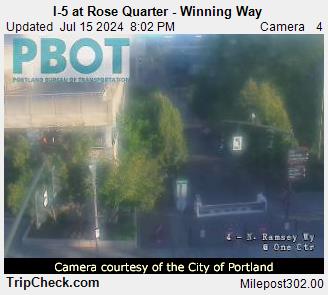 I-5 at Rose Quarter - Winning Way
Updated Jul 15 2024 8:02 PM Camera 4
PBOT
PORTLAND BUREAU OF TRANSPORTATION
4 - N. Ramsey Wy
@ One Ctr
Camera courtesy of the City of Portland
TripCheck.com Milepost302.00